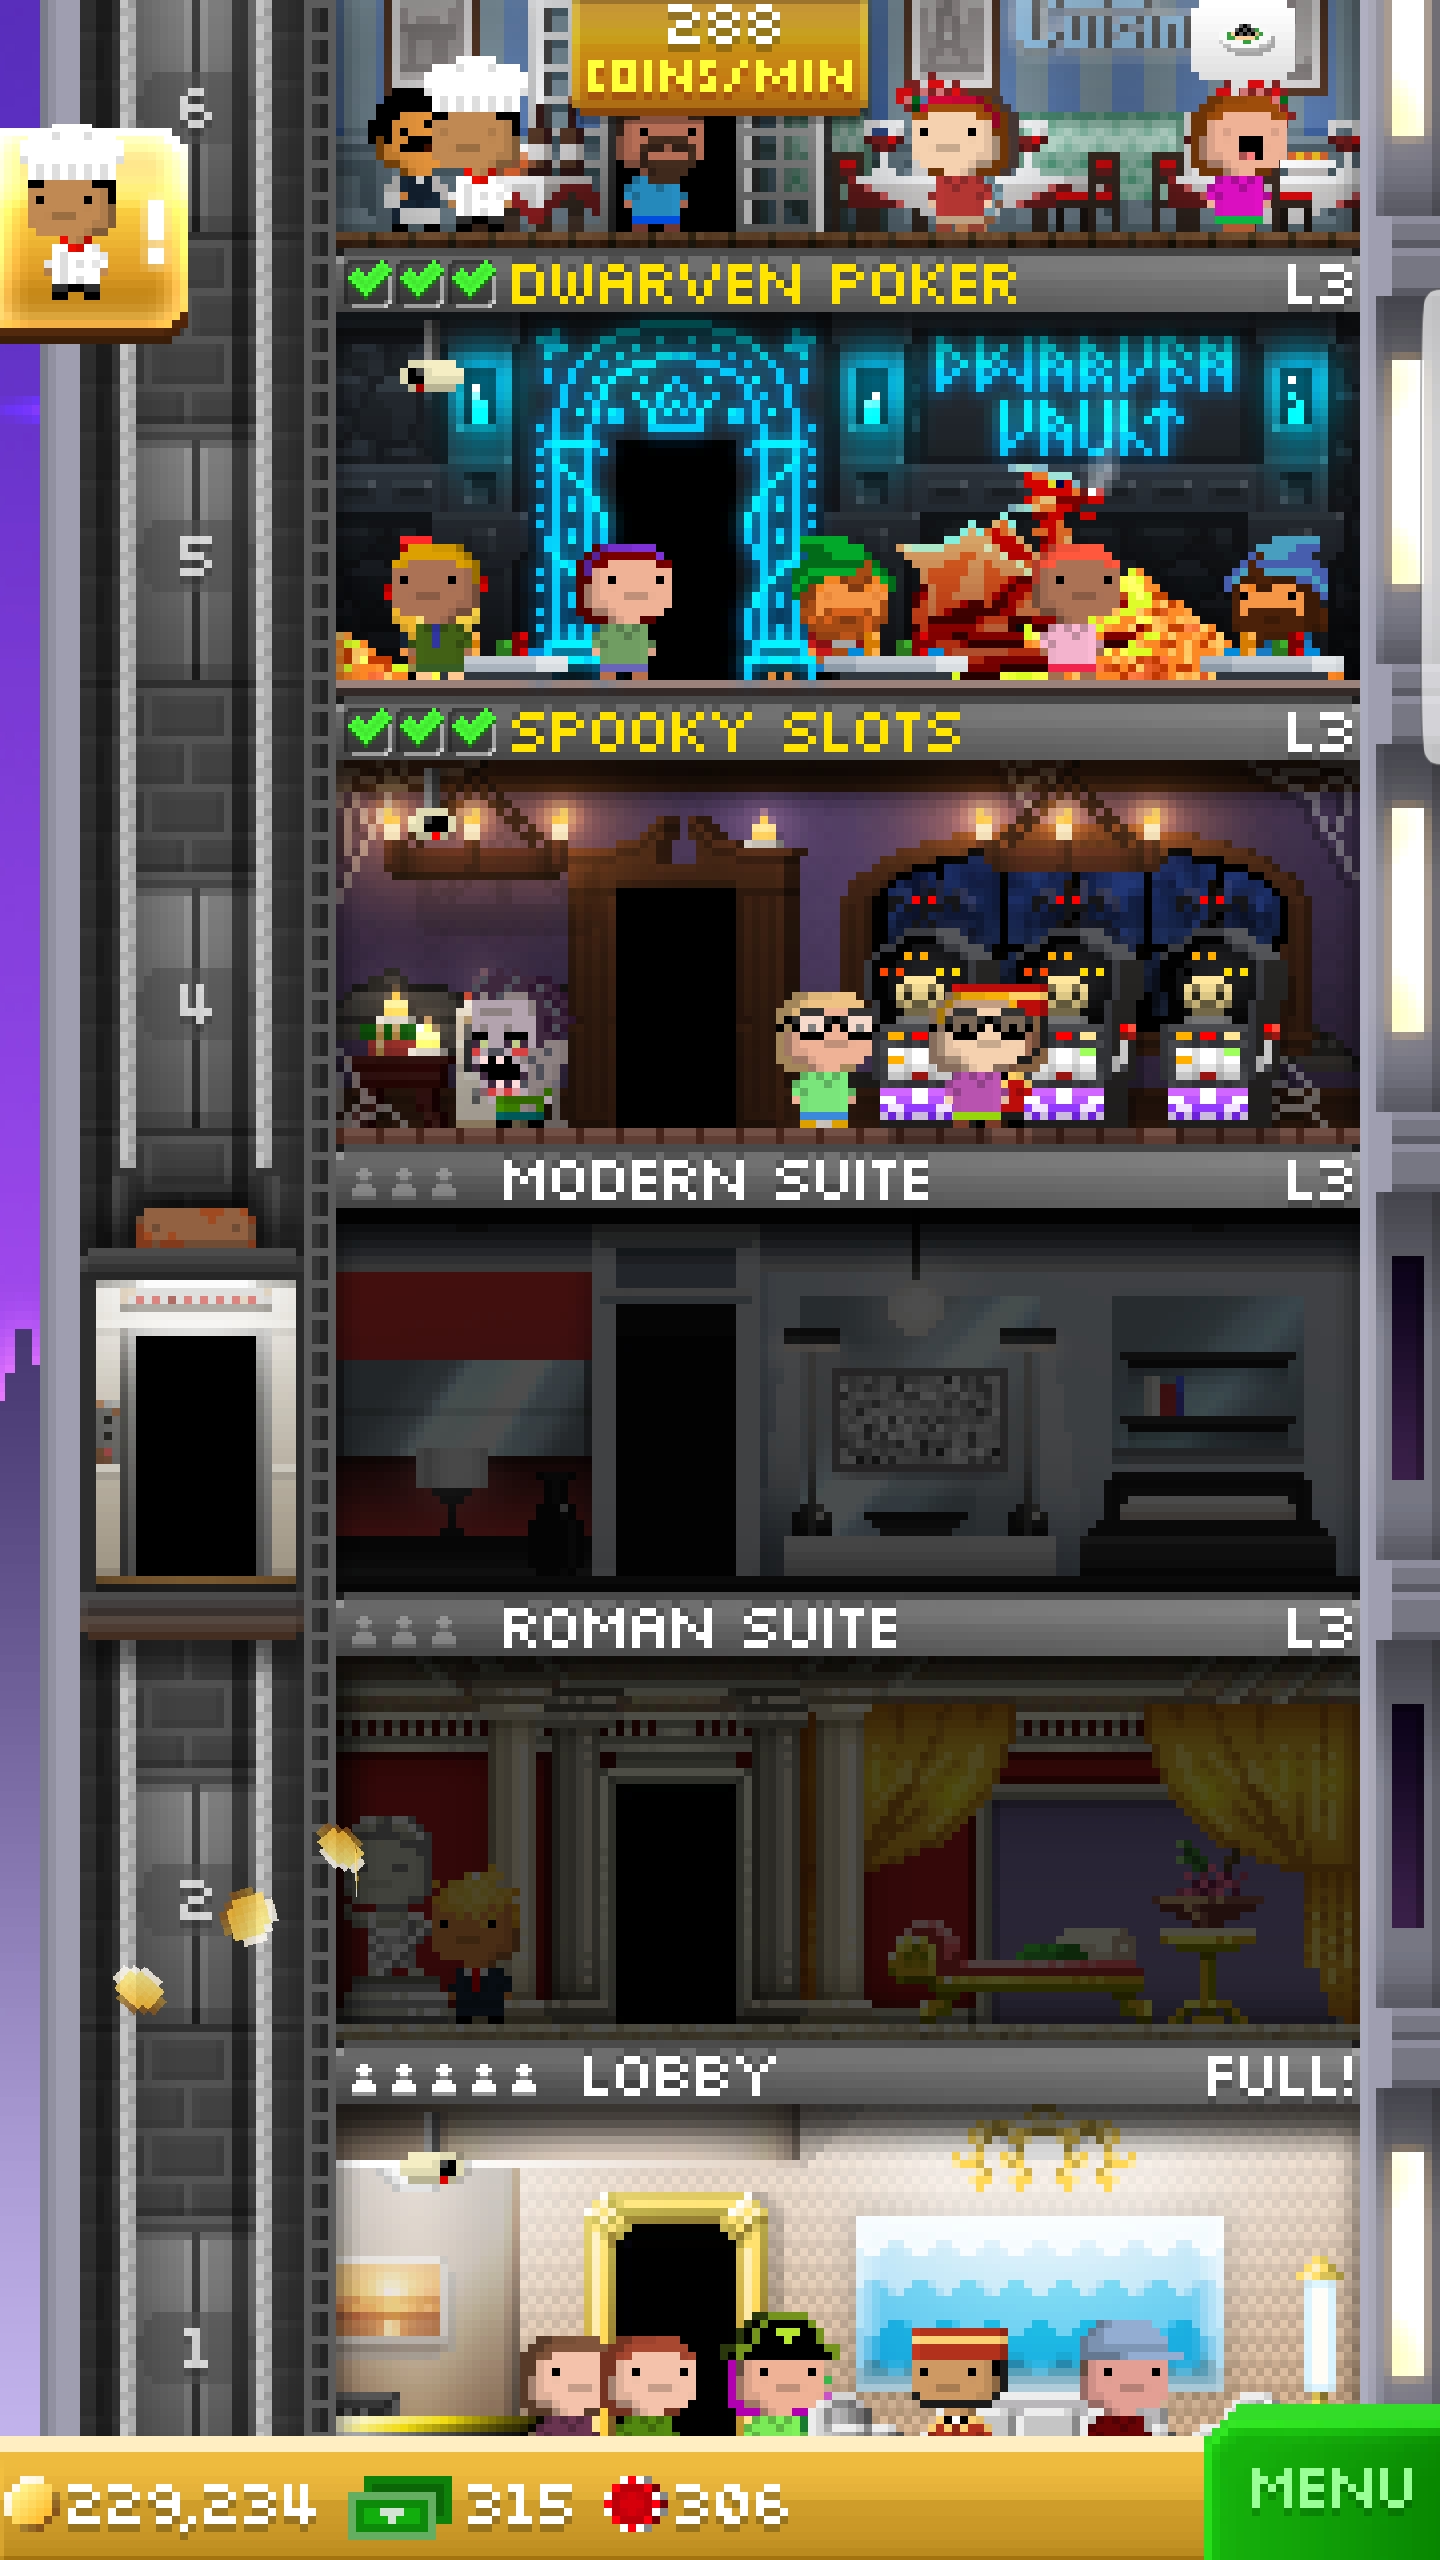 288
COINS/MIN
Cuisin
6
!
DWARVEN POKER L3
DWARVEN
VAULT
5
SPOOKY SLOTS L3
4
MODERN SUITE L3
ROMAN SUITE L3
2
LOBBY FULL!
1
229,234 315 306
MENU